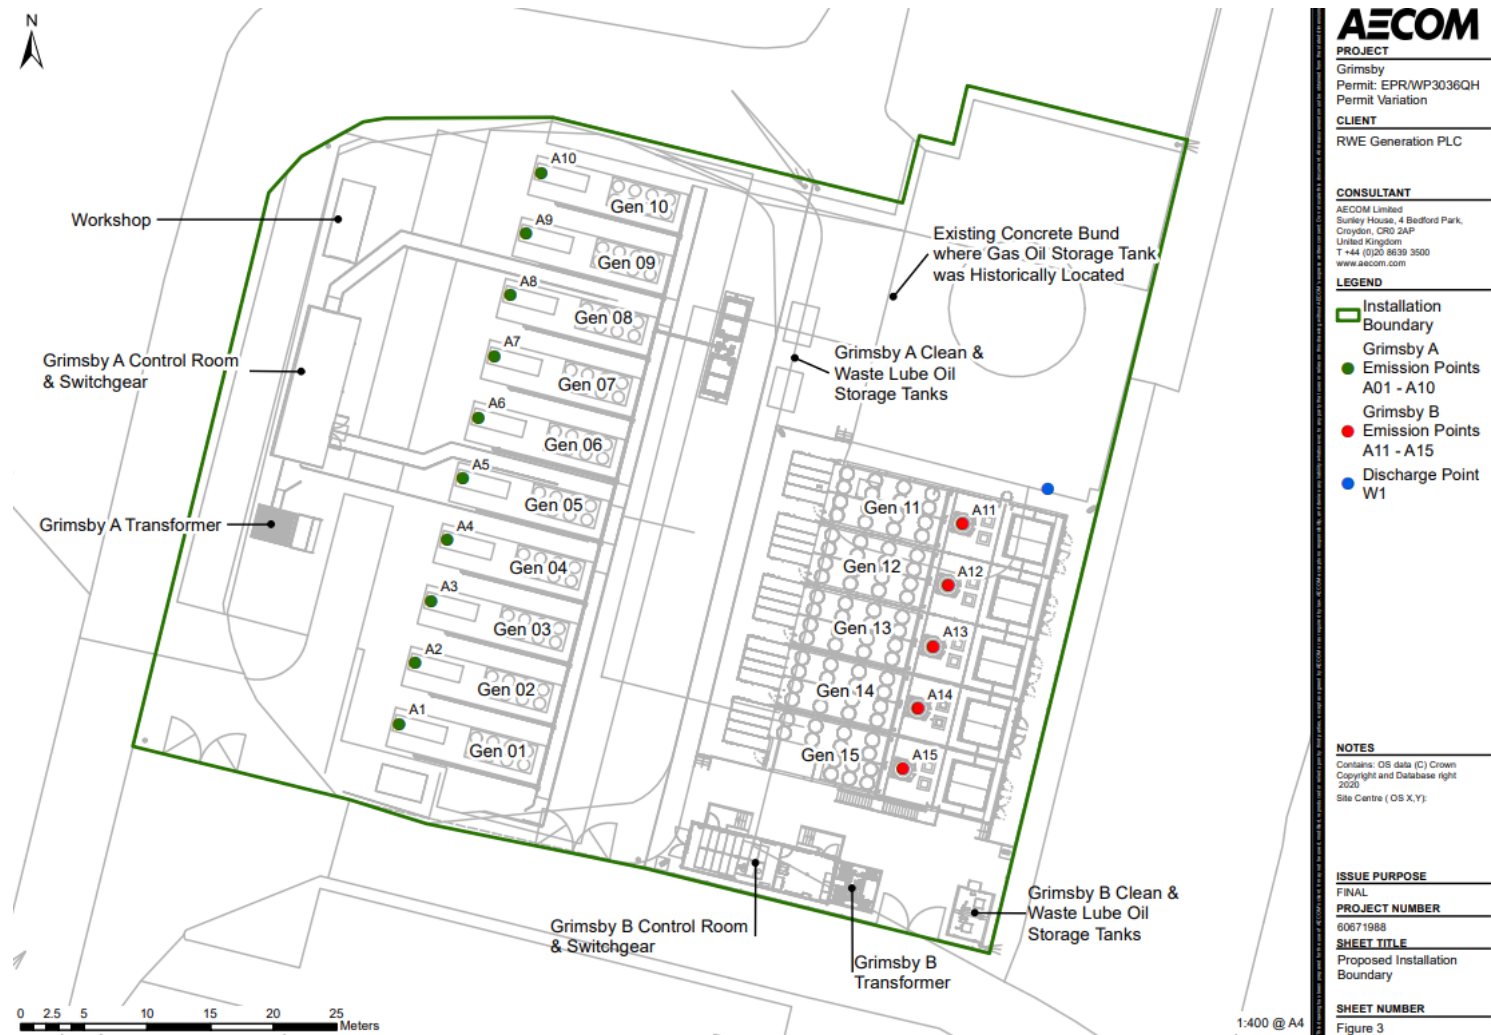 N
A10
Gen 10
Workshop
A9
Gen 09
Existing Concrete Bund
where Gas Oil Storage Tank
was Historically Located
A8
Gen 08
A7
Gen 07
Grimsby A Control Room
& Switchgear
Grimsby A Clean &
Waste Lube Oil
Storage Tanks
A6
Gen 06
A5
Gen 05
Grimsby A Transformer
A4
Gen 04
A3
Gen 03
A2
Gen 02
A1
Gen 01
Gen 11
A11
Gen 12
A12
Gen 13
A13
Gen 14
A14
Gen 15
A15
Grimsby B Control Room
& Switchgear
Grimsby B
Transformer
Grimsby B Clean &
Waste Lube Oil
Storage Tanks
0 2.5 5 10 15 20 25
Meters
1:400 @ A4
AECOM
PROJECT
Grimsby
Permit: EPR/WP3036QH
Permit Variation
CLIENT
RWE Generation PLC
CONSULTANT
AECOM Limited
Sunley House, 4 Bedford Park,
Croydon, CR0 2AP
United Kingdom
T +44 (0)20 8639 3500
www.aecom.com
LEGEND
Installation
Boundary
Grimsby A
Emission Points
A01 - A10
Grimsby B
Emission Points
A11 - A15
Discharge Point
W1
NOTES
Contains: OS data (C) Crown
Copyright and Database right
2020
Site Centre ( OS X,Y):
ISSUE PURPOSE
FINAL
PROJECT NUMBER
60671988
SHEET TITLE
Proposed Installation
Boundary
SHEET NUMBER
Figure 3